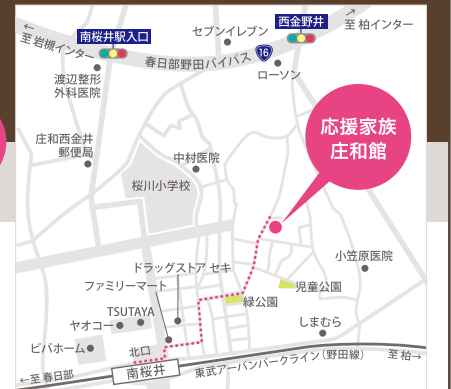 ← 至 岩槻インター
南桜井駅入口
セブンイレブン
西金野井
→ 至 柏インター
春日部野田バイパス
16
ローソン
渡辺整形
外科医院
応援家族
庄和館
庄和西金井
郵便局
中村医院
桜川小学校
小笠原医院
ドラッグストア セキ
ファミリーマート
児童公園
緑公園
TSUTAYA
ヤオコー
しまむら
ビバホーム
北口
南桜井
東武アーバンパークライン（野田線）
至 柏→
←至 春日部